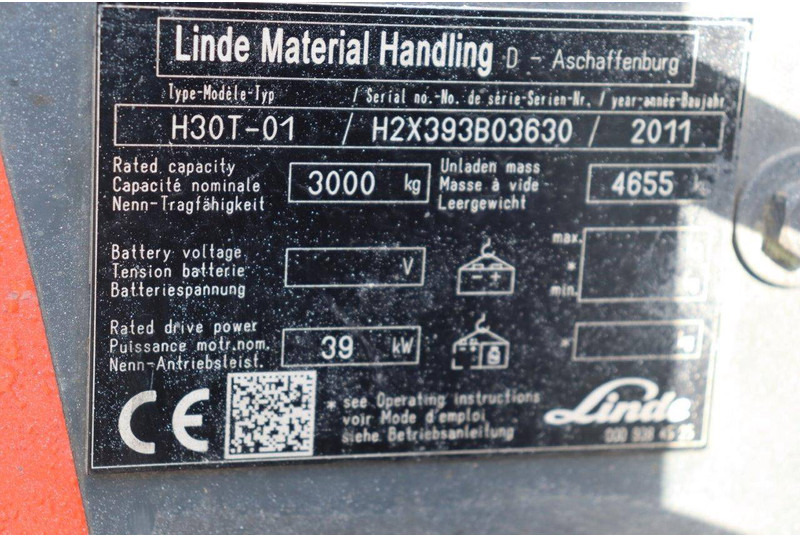 Linde Material Handling D - Aschaffenburg
Type-Modèle-Typ / Serial no.-No. de série-Serien-Nr. / year-année-Baujahr
H30T-01 / H2X393B03630 / 2011
Rated capacity
Capacité nominale 3000 kg
Nenn-Tragfähigkeit
Unladen mass
Masse à vide 4655 kg
Leergewicht
Battery voltage
Tension batterie V
Batteriespannung
max.
*
min. kg
Rated drive power
Puissance motr.nom. 39 kW
Nenn-Antriebsleist.
* kg
CE
* see Operating instructions
voir Mode d'emploi
siehe Betriebsanleitung
Linde